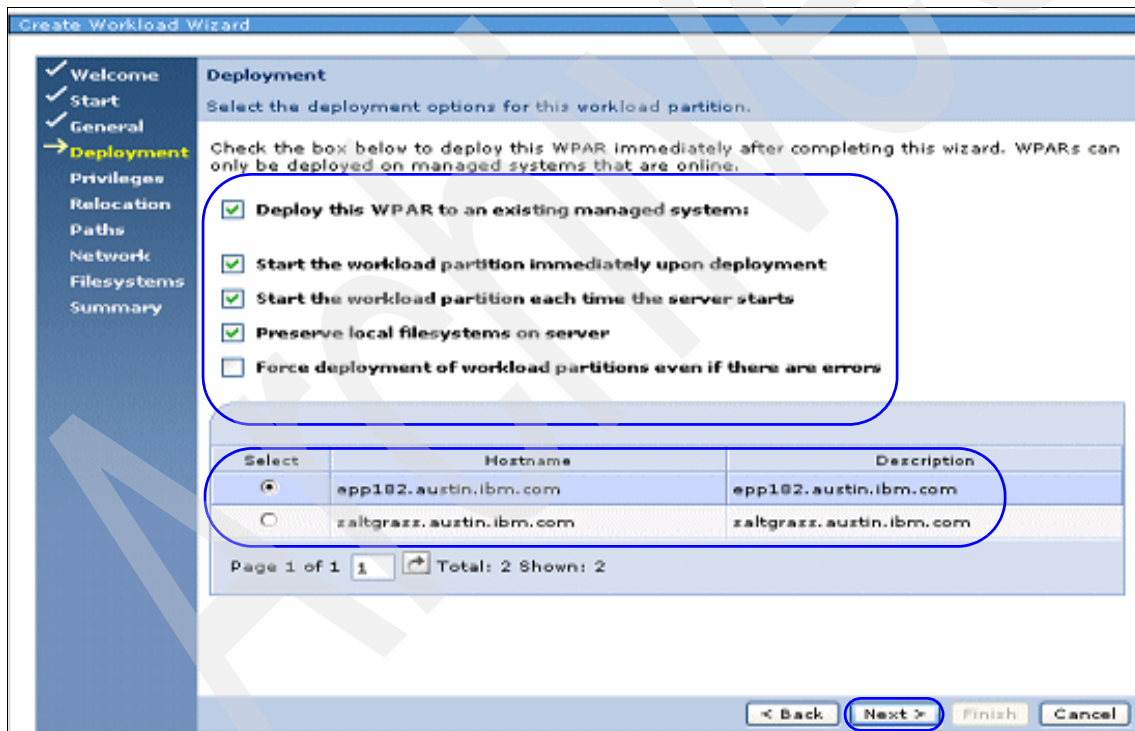 Create Workload Wizard
Welcome
Start
General
Deployment
Privileges
Relocation
Paths
Network
Filesystems
Summary
Deployment
Select the deployment options for this workload partition.
Check the box below to deploy this WPAR immediately after completing this wizard. WPARs can
only be deployed on managed systems that are online.
Deploy this WPAR to an existing managed system:
Start the workload partition immediately upon deployment
Start the workload partition each time the server starts
Preserve local filesystems on server
Force deployment of workload partitions even if there are errors
Select Hostname Description
epp182.austin.ibm.com epp182.austin.ibm.com
saltgrass.austin.ibm.com saltgrass.austin.ibm.com
Page 1 of 1 1 Total: 2 Shown: 2
< Back Next > Finish Cancel